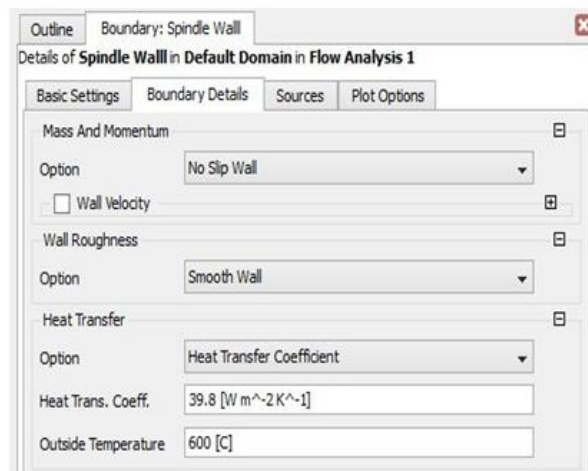 Outline Boundary: Spindle Wall
Details of Spindle Walll in Default Domain in Flow Analysis 1
Basic Settings Boundary Details Sources Plot Options
Mass And Momentum
Option No Slip Wall
Wall Velocity
Wall Roughness
Option Smooth Wall
Heat Transfer
Option Heat Transfer Coefficient
Heat Trans. Coeff. 39.8 [W m^-2 K^-1]
Outside Temperature 600 [C]